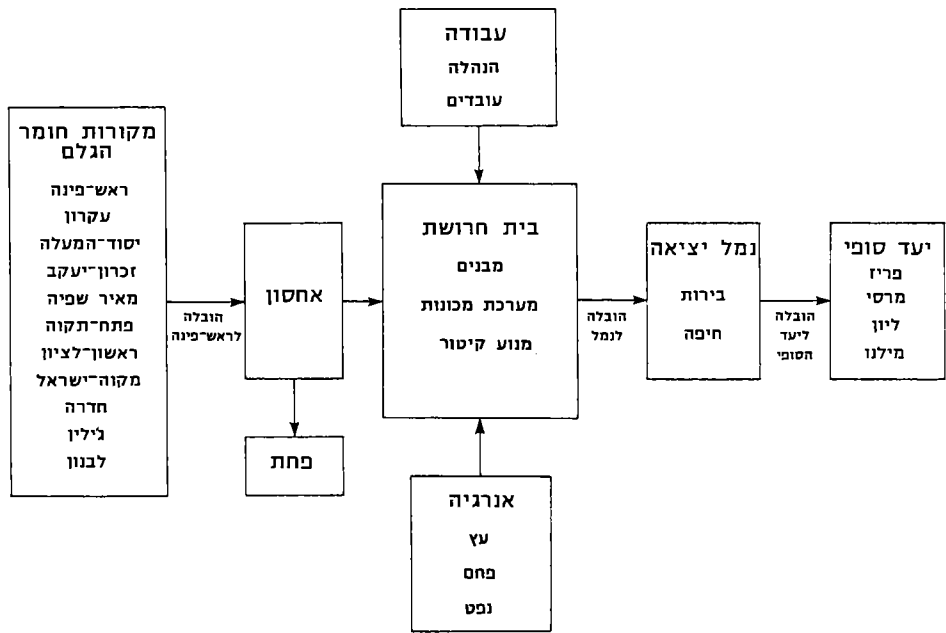 עבודה
הנהלה
עובדים
מקורות חומר
הגלם
ראש-פינה
עקרון
יסוד-המעלה
זכרון-יעקב
מאיר שפיה
פתח-תקוה
ראשון-לציון
מקוה-ישראל
חדרה
ג'ילין
לבנון
הובלה
לראש-פינה
אחסון
פחת
בית חרושת
מבנים
מערכת מכונות
מנוע קיטור
אנרגיה
עץ
פחם
נפט
הובלה
לנמל
נמל יציאה
בירות
חיפה
הובלה
ליעד
הסופי
יעד סופי
פריז
מרסי
ליון
מילנו